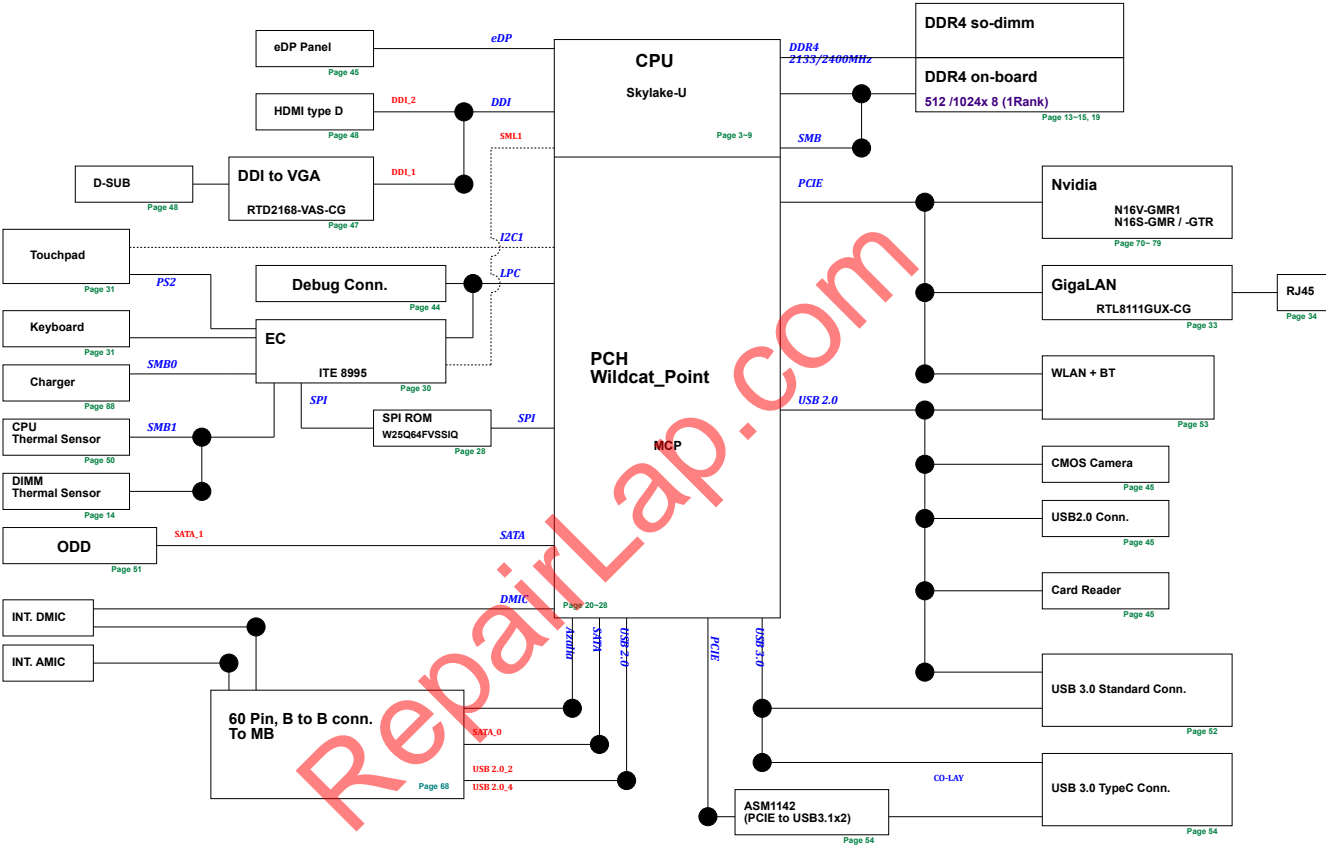 DDR4 so-dimm
eDP
DDR4
2133/2400MHz
CPU
eDP Panel
Page 45
DDR4 on-board
512 /1024x 8 (1Rank)
Page 13~15, 19
Skylake-U
DDI_2
DDI
HDMI type D
Page 48
SML1
Page 3~9
SMB
DDI to VGA
DDI_1
RTD2168-VAS-CG
Page 47
D-SUB
Page 48
PCIE
Nvidia
N16V-GMR1
N16S-GMR / -GTR
Page 70~ 79
I2C1
Touchpad
Page 31
PS2
LPC
Debug Conn.
Page 44
GigaLAN
RTL8111GUX-CG
Page 33
RJ45
Page 34
Keyboard
Page 31
EC
ITE 8995
Page 30
PCH
Wildcat_Point
SMB0
Charger
Page 88
WLAN + BT
Page 53
SPI
SPI ROM
W25Q64FVSSIQ
Page 28
SPI
USB 2.0
CPU
Thermal Sensor
Page 50
SMB1
MCP
CMOS Camera
Page 45
DIMM
Thermal Sensor
Page 14
USB2.0 Conn.
Page 45
ODD
Page 51
SATA_1
SATA
Card Reader
Page 45
DMIC
Page 20~28
INT. DMIC
INT. AMIC
Azalia
SATA
USB 2.0
PCIE
USB 3.0
USB 3.0 Standard Conn.
Page 52
60 Pin, B to B conn.
To MB
Page 68
SATA_0
USB 2.0_2
USB 2.0_4
CO-LAY
USB 3.0 TypeC Conn.
Page 54
ASM1142
(PCIE to USB3.1x2)
Page 54
RepairLap.com